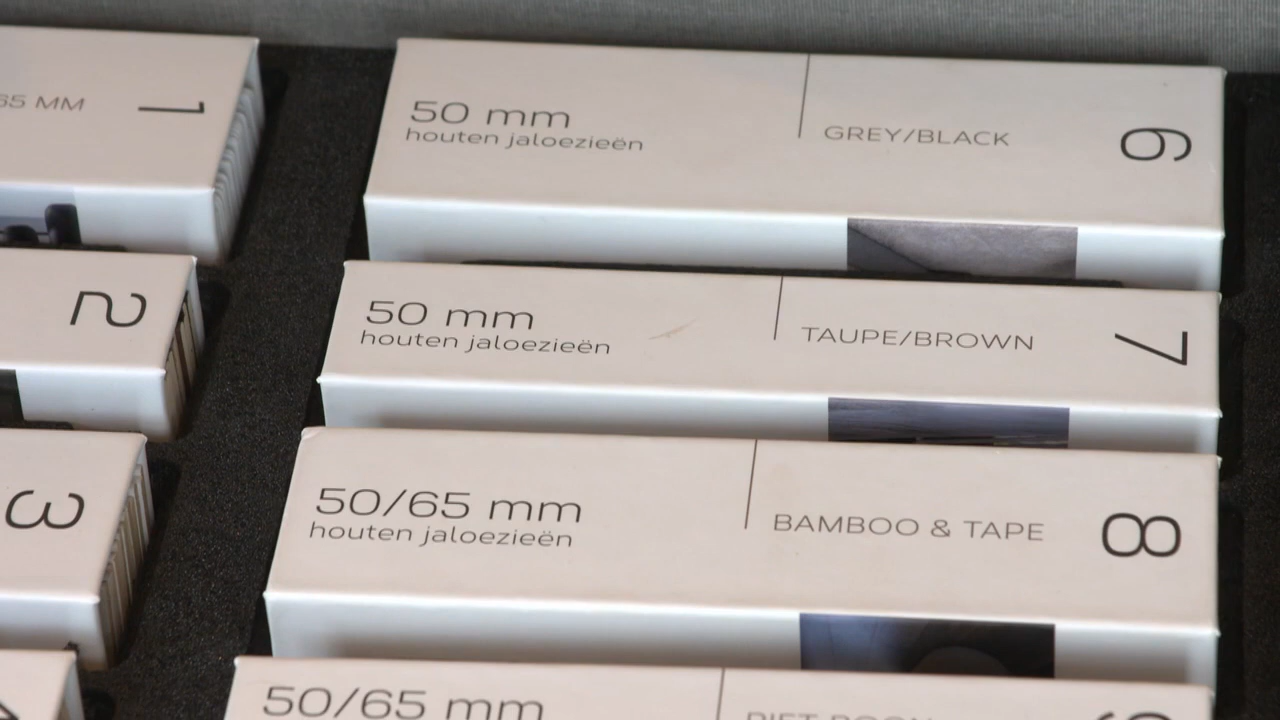 65 MM
1
50 mm
houten jaloezieën
GREY/BLACK
6
2
50 mm
houten jaloezieën
TAUPE/BROWN
7
3
50/65 mm
houten jaloezieën
BAMBOO & TAPE
8
50/65 mm